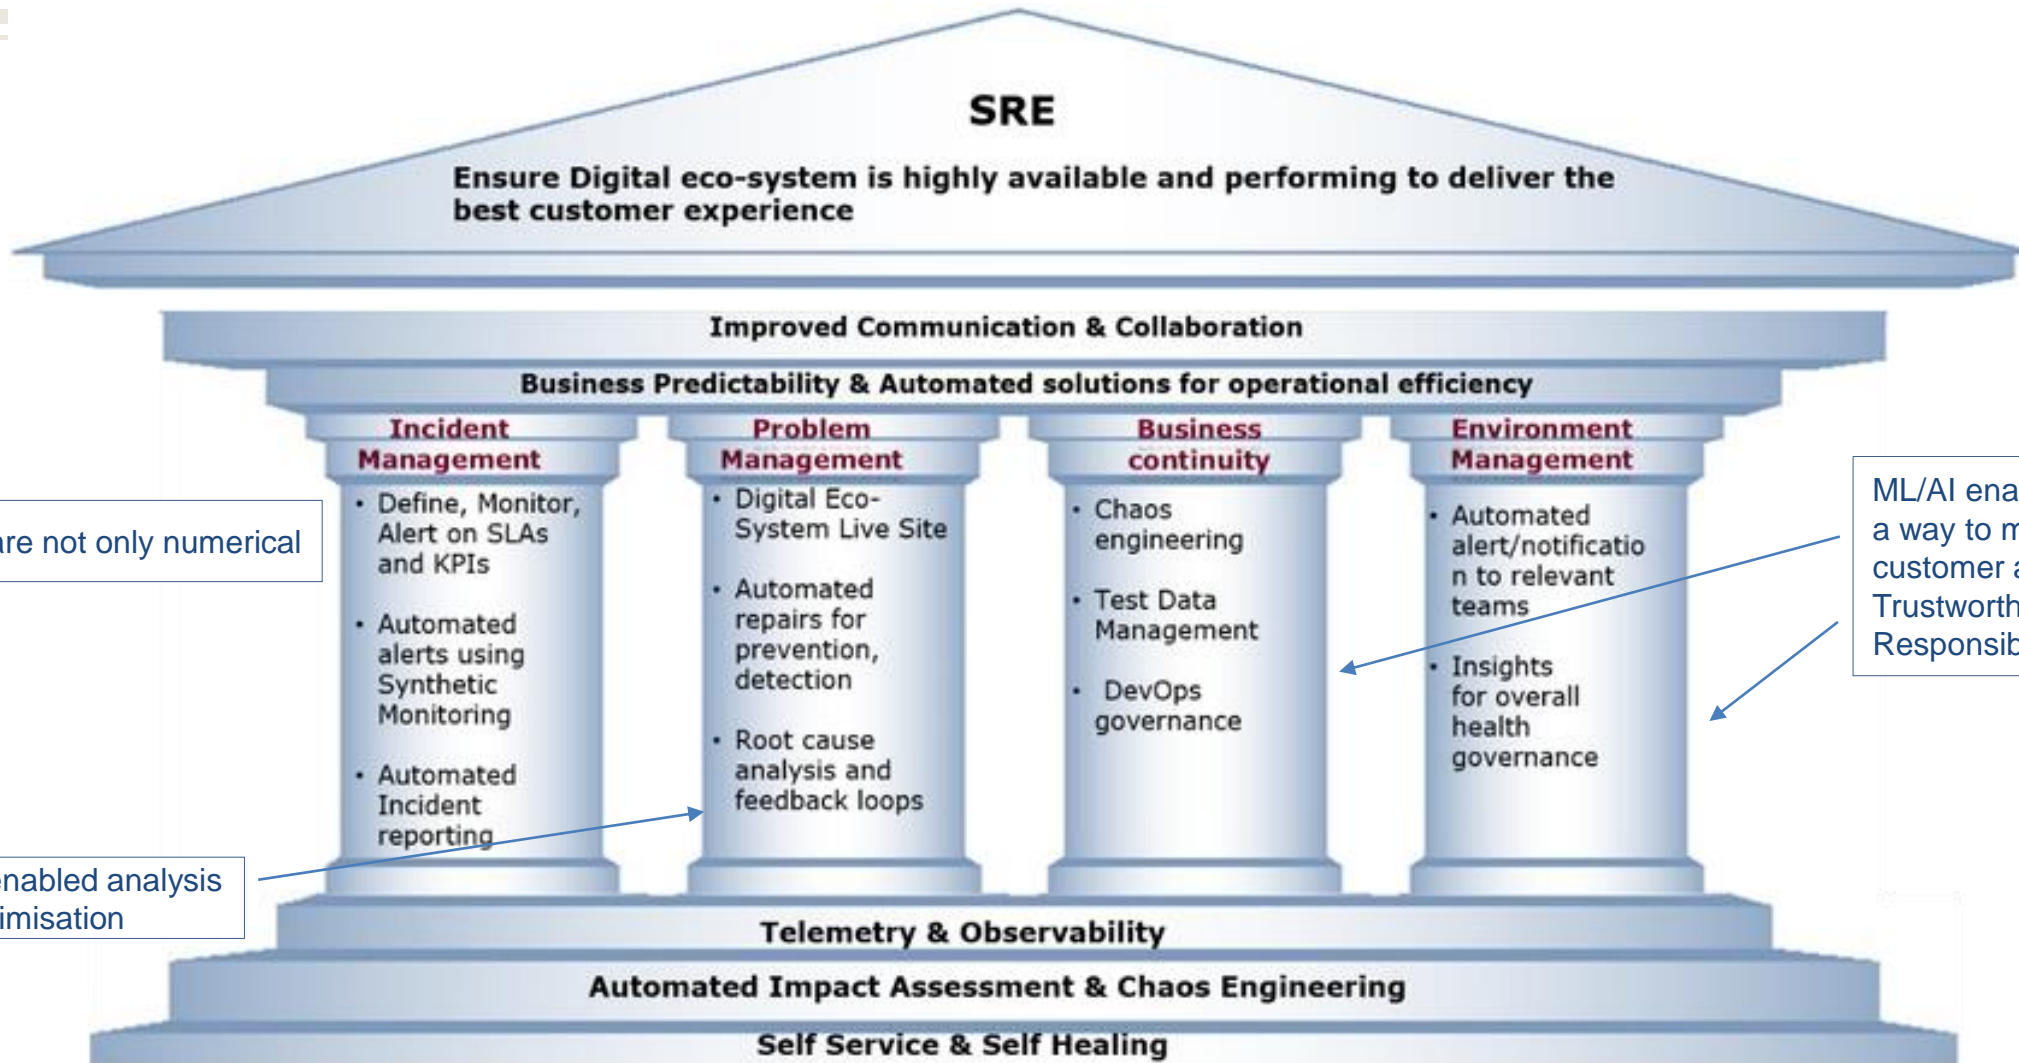 SRE
Ensure Digital eco-system is highly available and performing to deliver the
best customer experience
Improved Communication & Collaboration
Business Predictability & Automated solutions for operational efficiency
Incident
Management
• Define, Monitor,
Alert on SLAs
and KPIs
• Automated
alerts using
Synthetic
Monitoring
• Automated
Incident
reporting
Problem
Management
• Digital Eco-
System Live Site
• Automated
repairs for
prevention,
detection
• Root cause
analysis and
feedback loops
Business
continuity
• Chaos
engineering
• Test Data
Management
• DevOps
governance
Environment
Management
• Automated
alert/notificatio
n to relevant
teams
• Insights
for overall
health
governance
are not only numerical
enabled analysis
ML/AI
a way to
customer
Telemetry & Observability
Automated Impact Assessment & Chaos Engineering
Self Service & Self Healing